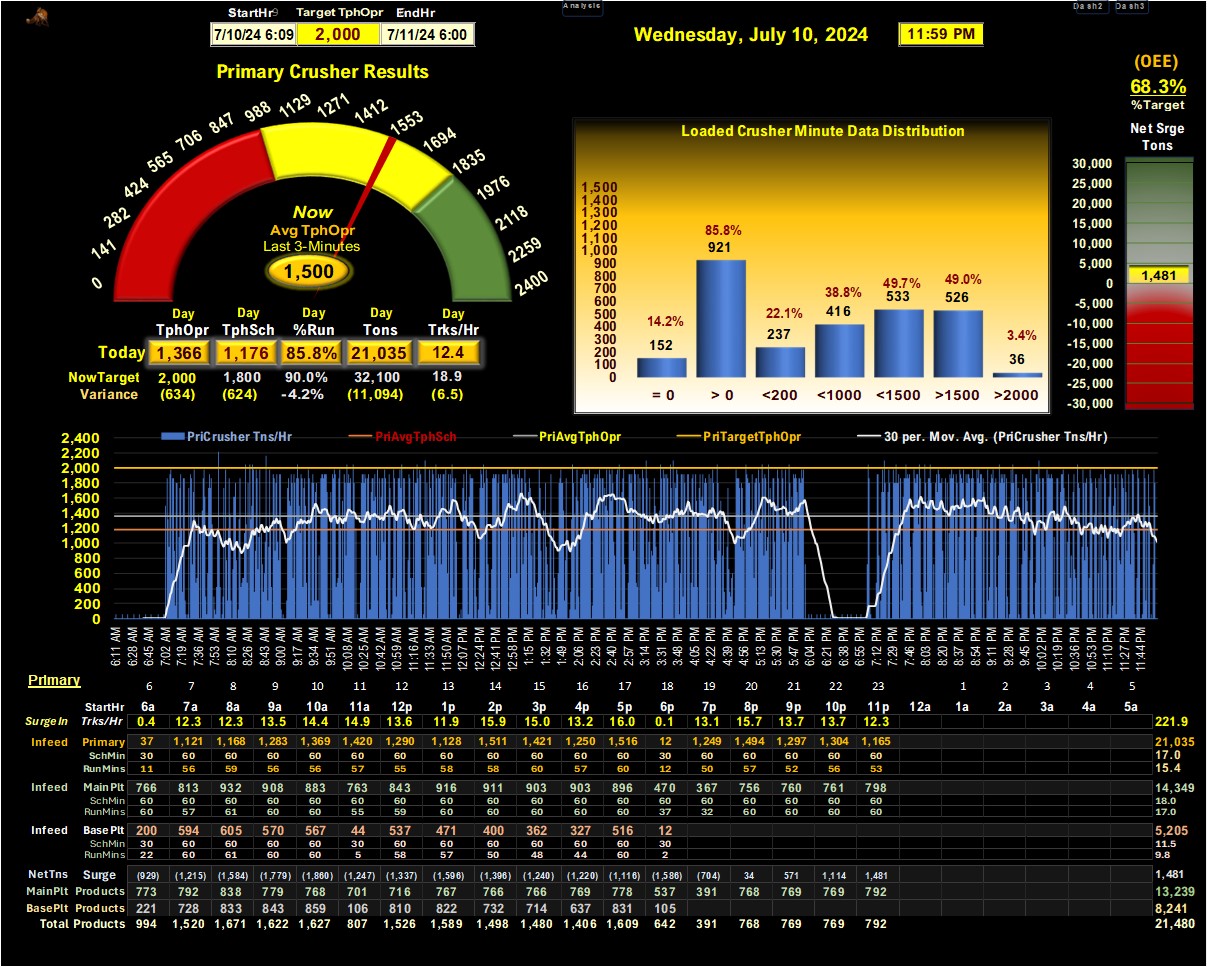 Analysis
Dash2 Dash3
StartHr Target TphOpr EndHr
7/10/24 6:09 2,000 7/11/24 6:00
Wednesday, July 10, 2024 11:59 PM
(OEE)
68.3%
%Target
Net Srge
Tons
30,000
25,000
20,000
15,000
10,000
5,000
1,481
0
-5,000
-10,000
-15,000
-20,000
-25,000
-30,000
Primary Crusher Results
0 141 282 424 565 706 847 988 1129 1271 1412 1553 1694 1835 1976 2118 2259 2400
Now
Avg TphOpr
Last 3-Minutes
1,500
Day Day Day Day Day
TphOpr TphSch %Run Tons Trks/Hr
Today 1,366 1,176 85.8% 21,035 12.4
NowTarget 2,000 1,800 90.0% 32,100 18.9
Variance (634) (624) -4.2% (11,094) (6.5)
Loaded Crusher Minute Data Distribution
1,500
1,400
1,300
1,200
1,100
1,000
900
800
700
600
500
400
300
200
100
0
14.2% 85.8% 22.1% 38.8% 49.7% 49.0% 3.4%
152 921 237 416 533 526 36
= 0 > 0 <200 <1000 <1500 >1500 >2000
PriCrusher Tns/Hr PriAvgTphSch PriAvgTphOpr PriTargetTphOpr 30 per. Mov. Avg. (PriCrusher Tns/Hr)
2,400
2,200
2,000
1,800
1,600
1,400
1,200
1,000
800
600
400
200
0
6:11 AM 6:28 AM 6:45 AM 7:02 AM 7:19 AM 7:36 AM 7:53 AM 8:10 AM 8:26 AM 8:43 AM 9:00 AM 9:17 AM 9:34 AM 9:51 AM 10:08 AM 10:25 AM 10:42 AM 10:59 AM 11:16 AM 11:33 AM 11:50 AM 12:07 PM 12:24 PM 12:41 PM 12:58 PM 1:15 PM 1:32 PM 1:49 PM 2:06 PM 2:23 PM 2:40 PM 2:57 PM 3:14 PM 3:31 PM 3:48 PM 4:05 PM 4:22 PM 4:39 PM 4:56 PM 5:13 PM 5:30 PM 5:47 PM 6:04 PM 6:21 PM 6:38 PM 6:55 PM 7:12 PM 7:29 PM 7:46 PM 8:03 PM 8:20 PM 8:37 PM 8:54 PM 9:11 PM 9:28 PM 9:45 PM 10:02 PM 10:19 PM 10:36 PM 10:53 PM 11:10 PM 11:27 PM 11:44 PM
Primary 6 7 8 9 10 11 12 13 14 15 16 17 18 19 20 21 22 23 1 2 3 4 5
StartHr 6a 7a 8a 9a 10a 11a 12p 1p 2p 3p 4p 5p 6p 7p 8p 9p 10p 11p 12a 1a 2a 3a 4a 5a
SurgeIn Trks/Hr 0.4 12.3 12.3 13.5 14.4 14.9 13.6 11.9 15.9 15.0 13.2 16.0 0.1 13.1 15.7 13.7 13.7 12.3 221.9
Infeed Primary 37 1,121 1,168 1,283 1,369 1,420 1,290 1,128 1,511 1,421 1,250 1,516 12 1,249 1,494 1,297 1,304 1,165 21,035
SchMin 30 60 60 60 60 60 60 60 60 60 60 60 30 60 60 60 60 60 17.0
RunMins 11 56 59 56 56 57 55 58 58 60 57 60 12 50 57 52 56 53 15.4
Infeed MainPlt 766 813 932 908 883 763 843 916 911 903 903 896 470 367 756 760 761 798 14,349
SchMin 60 60 60 60 60 60 60 60 60 60 60 60 60 60 60 60 60 60 18.0
RunMins 60 57 61 60 60 55 59 60 60 60 60 60 37 32 60 60 60 60 17.0
Infeed Base Plt 200 594 605 570 567 44 537 471 400 362 327 516 12 5,205
SchMin 30 60 60 60 60 30 60 60 60 60 60 60 30 11.5
RunMins 22 60 61 60 60 5 58 57 50 48 44 60 2 9.8
NetTns Surge (929) (1,215) (1,584) (1,779) (1,860) (1,247) (1,337) (1,596) (1,396) (1,240) (1,220) (1,116) (1,586) (704) 34 571 1,114 1,481 1,481
MainPlt Products 773 792 838 779 768 701 716 767 766 766 769 778 537 391 768 769 769 792 13,239
BasePlt Products 221 728 833 843 859 106 810 822 732 714 637 831 105 8,241
Total Products 994 1,520 1,671 1,622 1,627 807 1,526 1,589 1,498 1,480 1,406 1,609 642 391 768 769 769 792 21,480